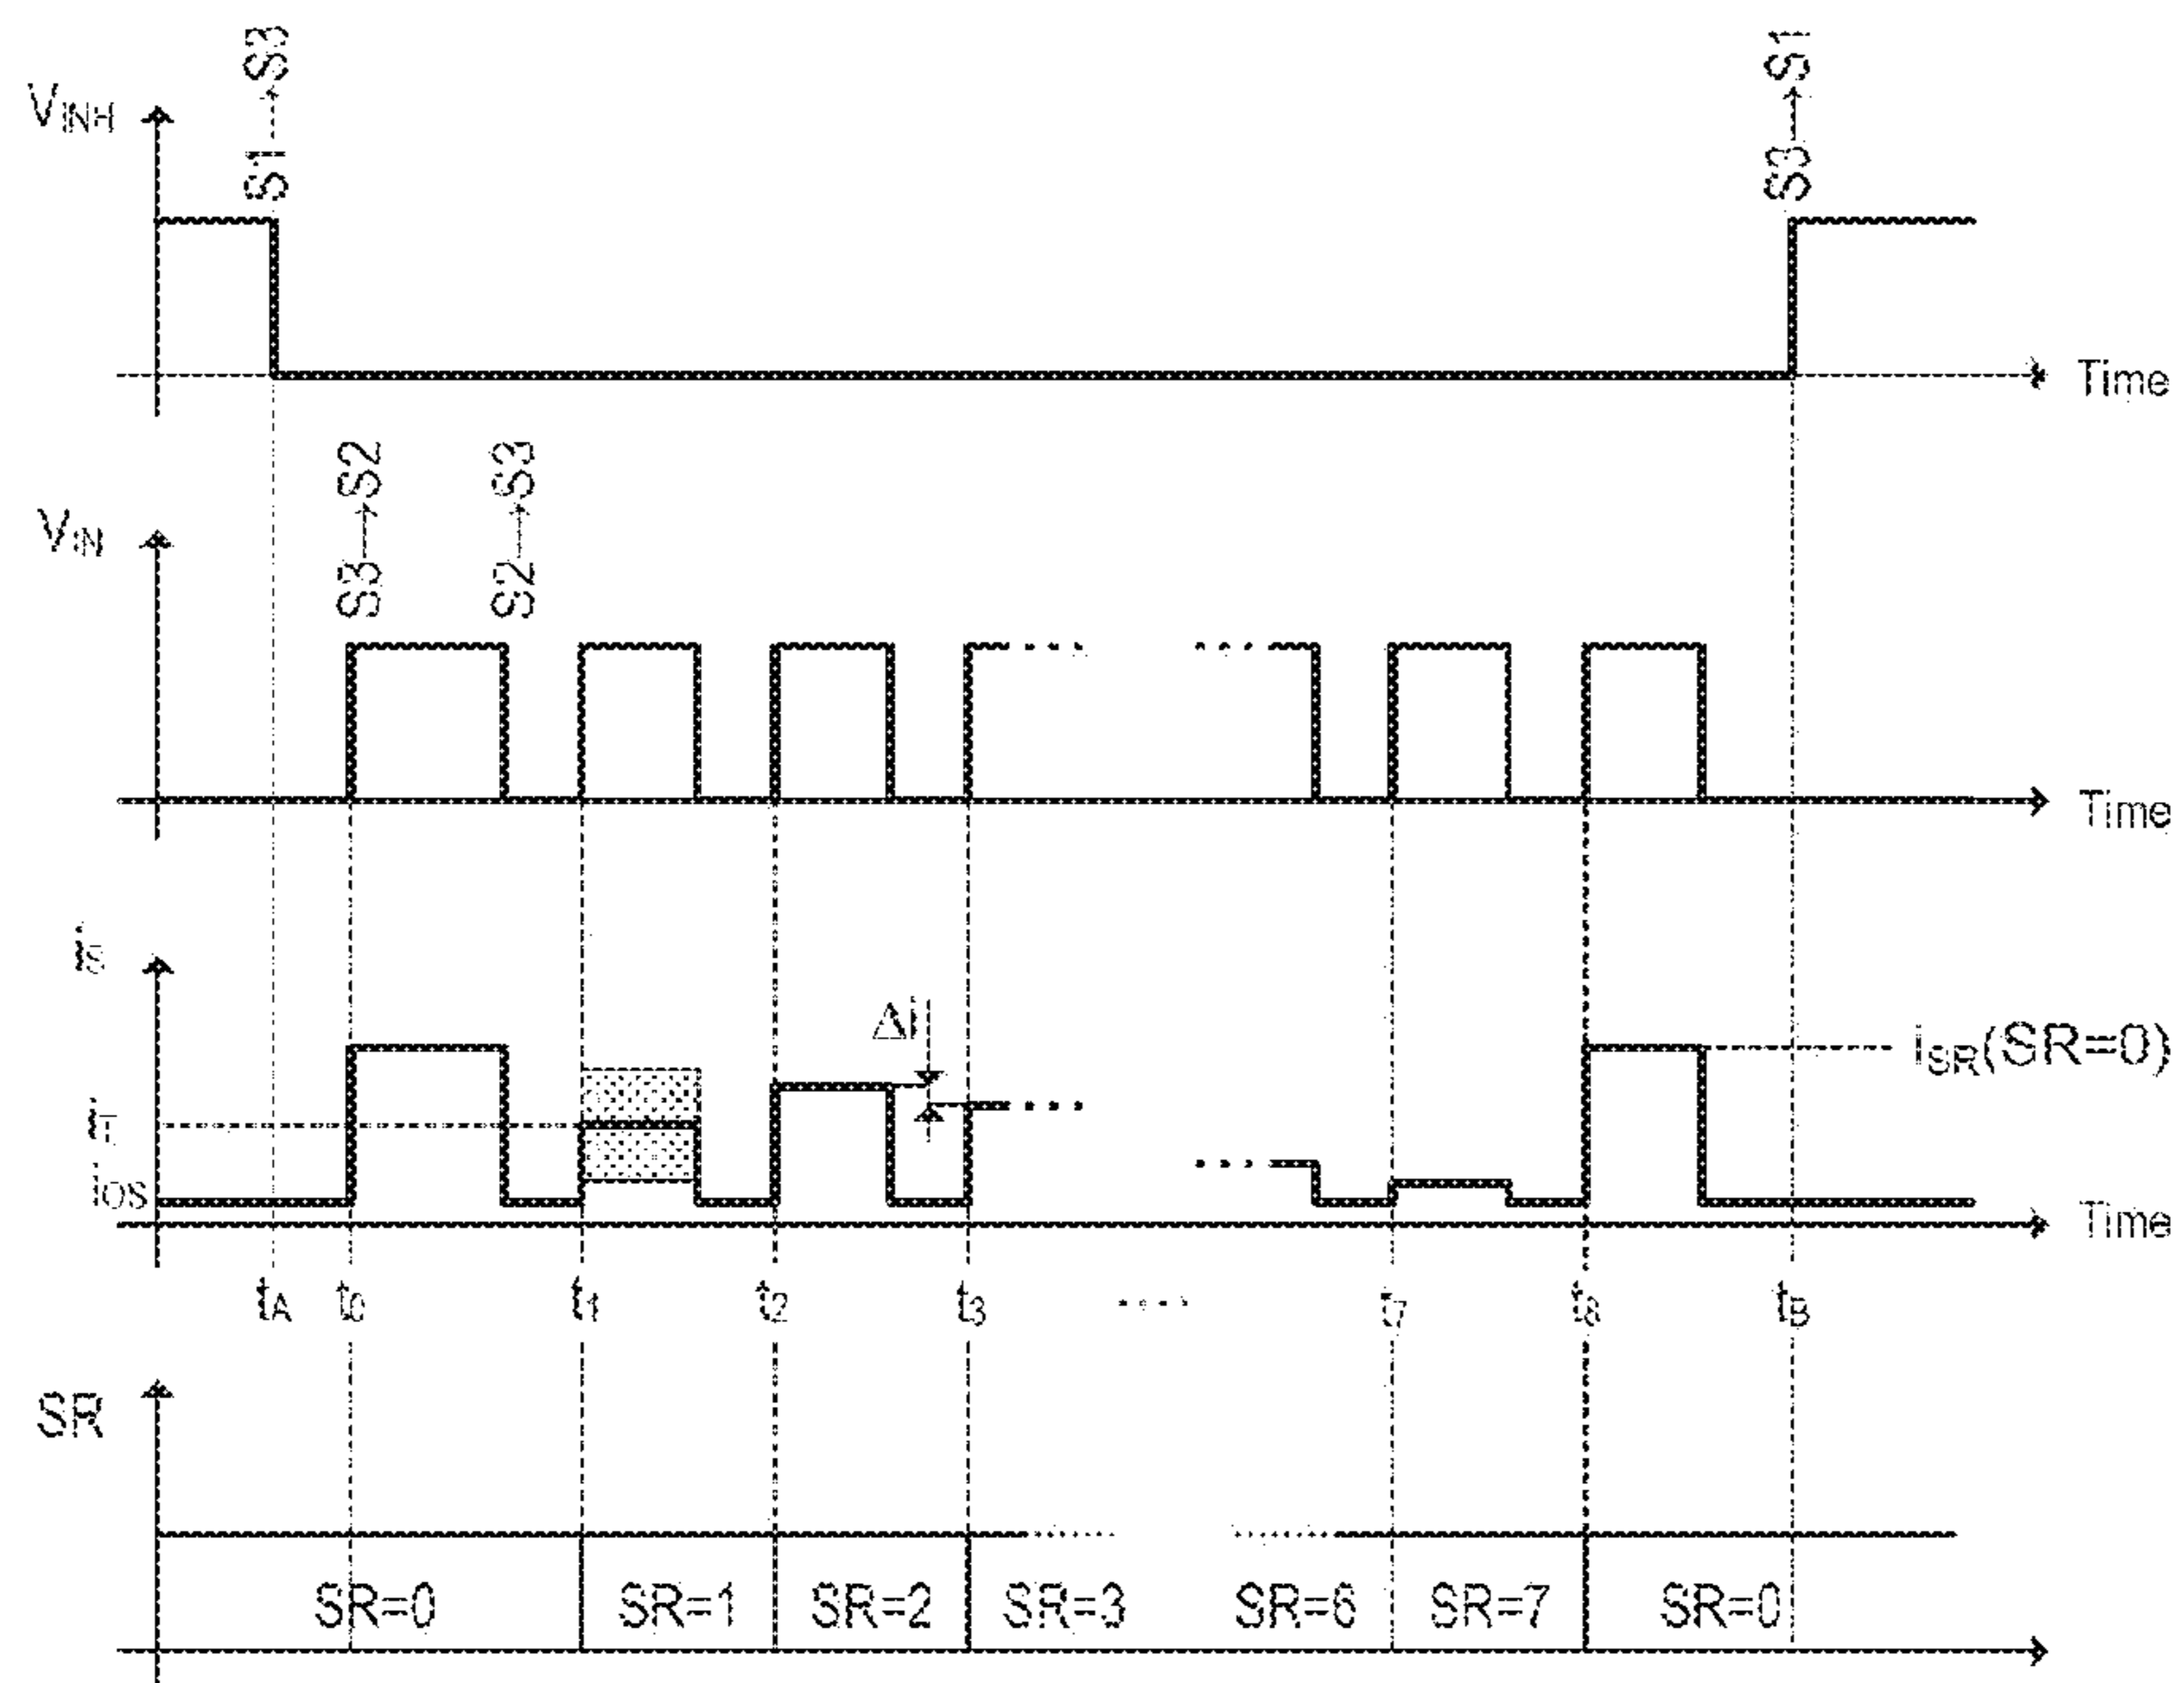 S1→S3
S3→S1
VINH
Time
S3→S2
S2→S3
VIN
Time
is
Δi
iSR(SR=0)
iT
iOS
Time
tA t0 t1 t2 t3 .... t7 t8 tB
SR
SR=0 SR=1 SR=2 SR=3 SR=6 SR=7 SR=0